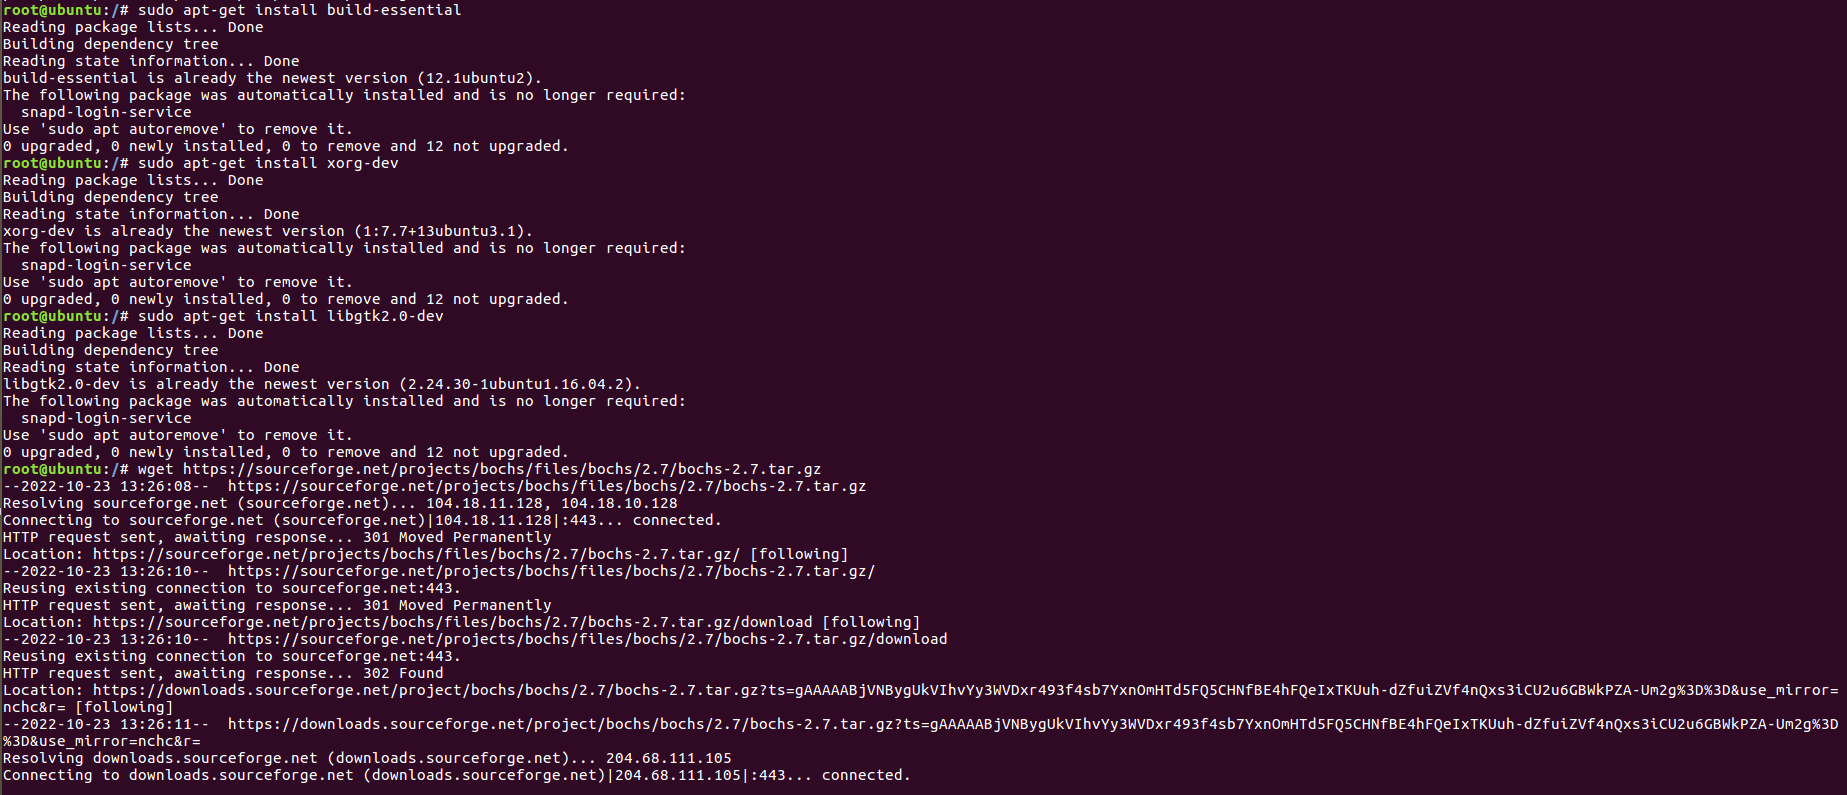 root@ubuntu:/# sudo apt-get install build-essential
Reading package lists... Done
Building dependency tree
Reading state information... Done
build-essential is already the newest version (12.1ubuntu2).
The following package was automatically installed and is no longer required:
  snapd-login-service
Use 'sudo apt autoremove' to remove it.
0 upgraded, 0 newly installed, 0 to remove and 12 not upgraded.
root@ubuntu:/# sudo apt-get install xorg-dev
Reading package lists... Done
Building dependency tree
Reading state information... Done
xorg-dev is already the newest version (1:7.7+13ubuntu3.1).
The following package was automatically installed and is no longer required:
  snapd-login-service
Use 'sudo apt autoremove' to remove it.
0 upgraded, 0 newly installed, 0 to remove and 12 not upgraded.
root@ubuntu:/# sudo apt-get install libgtk2.0-dev
Reading package lists... Done
Building dependency tree
Reading state information... Done
libgtk2.0-dev is already the newest version (2.24.30-1ubuntu1.16.04.2).
The following package was automatically installed and is no longer required:
  snapd-login-service
Use 'sudo apt autoremove' to remove it.
0 upgraded, 0 newly installed, 0 to remove and 12 not upgraded.
root@ubuntu:/# wget https://sourceforge.net/projects/bochs/files/bochs/2.7/bochs-2.7.tar.gz
--2022-10-23 13:26:08--  https://sourceforge.net/projects/bochs/files/bochs/2.7/bochs-2.7.tar.gz
Resolving sourceforge.net (sourceforge.net)... 104.18.11.128, 104.18.10.128
Connecting to sourceforge.net (sourceforge.net)|104.18.11.128|:443... connected.
HTTP request sent, awaiting response... 301 Moved Permanently
Location: https://sourceforge.net/projects/bochs/files/bochs/2.7/bochs-2.7.tar.gz/ [following]
--2022-10-23 13:26:10--  https://sourceforge.net/projects/bochs/files/bochs/2.7/bochs-2.7.tar.gz/
Reusing existing connection to sourceforge.net:443.
HTTP request sent, awaiting response... 301 Moved Permanently
Location: https://sourceforge.net/projects/bochs/files/bochs/2.7/bochs-2.7.tar.gz/download [following]
--2022-10-23 13:26:10--  https://sourceforge.net/projects/bochs/files/bochs/2.7/bochs-2.7.tar.gz/download
Reusing existing connection to sourceforge.net:443.
HTTP request sent, awaiting response... 302 Found
Location: https://downloads.sourceforge.net/project/bochs/bochs/2.7/bochs-2.7.tar.gz?ts=gAAAAABjVNBygUkVIhvYy3WVDxr493f4sb7YxnOmHTd5FQ5CHNfBE4hFQeIxTKUuh-dZfuiZVf4nQxs3iCU2u6GBWkPZA-Um2g%3D%3D&use_mirror=
nchc&r= [following]
--2022-10-23 13:26:11--  https://downloads.sourceforge.net/project/bochs/bochs/2.7/bochs-2.7.tar.gz?ts=gAAAAABjVNBygUkVIhvYy3WVDxr493f4sb7YxnOmHTd5FQ5CHNfBE4hFQeIxTKUuh-dZfuiZVf4nQxs3iCU2u6GBWkPZA-Um2g%3D
%3D&use_mirror=nchc&r=
Resolving downloads.sourceforge.net (downloads.sourceforge.net)... 204.68.111.105
Connecting to downloads.sourceforge.net (downloads.sourceforge.net)|204.68.111.105|:443... connected.